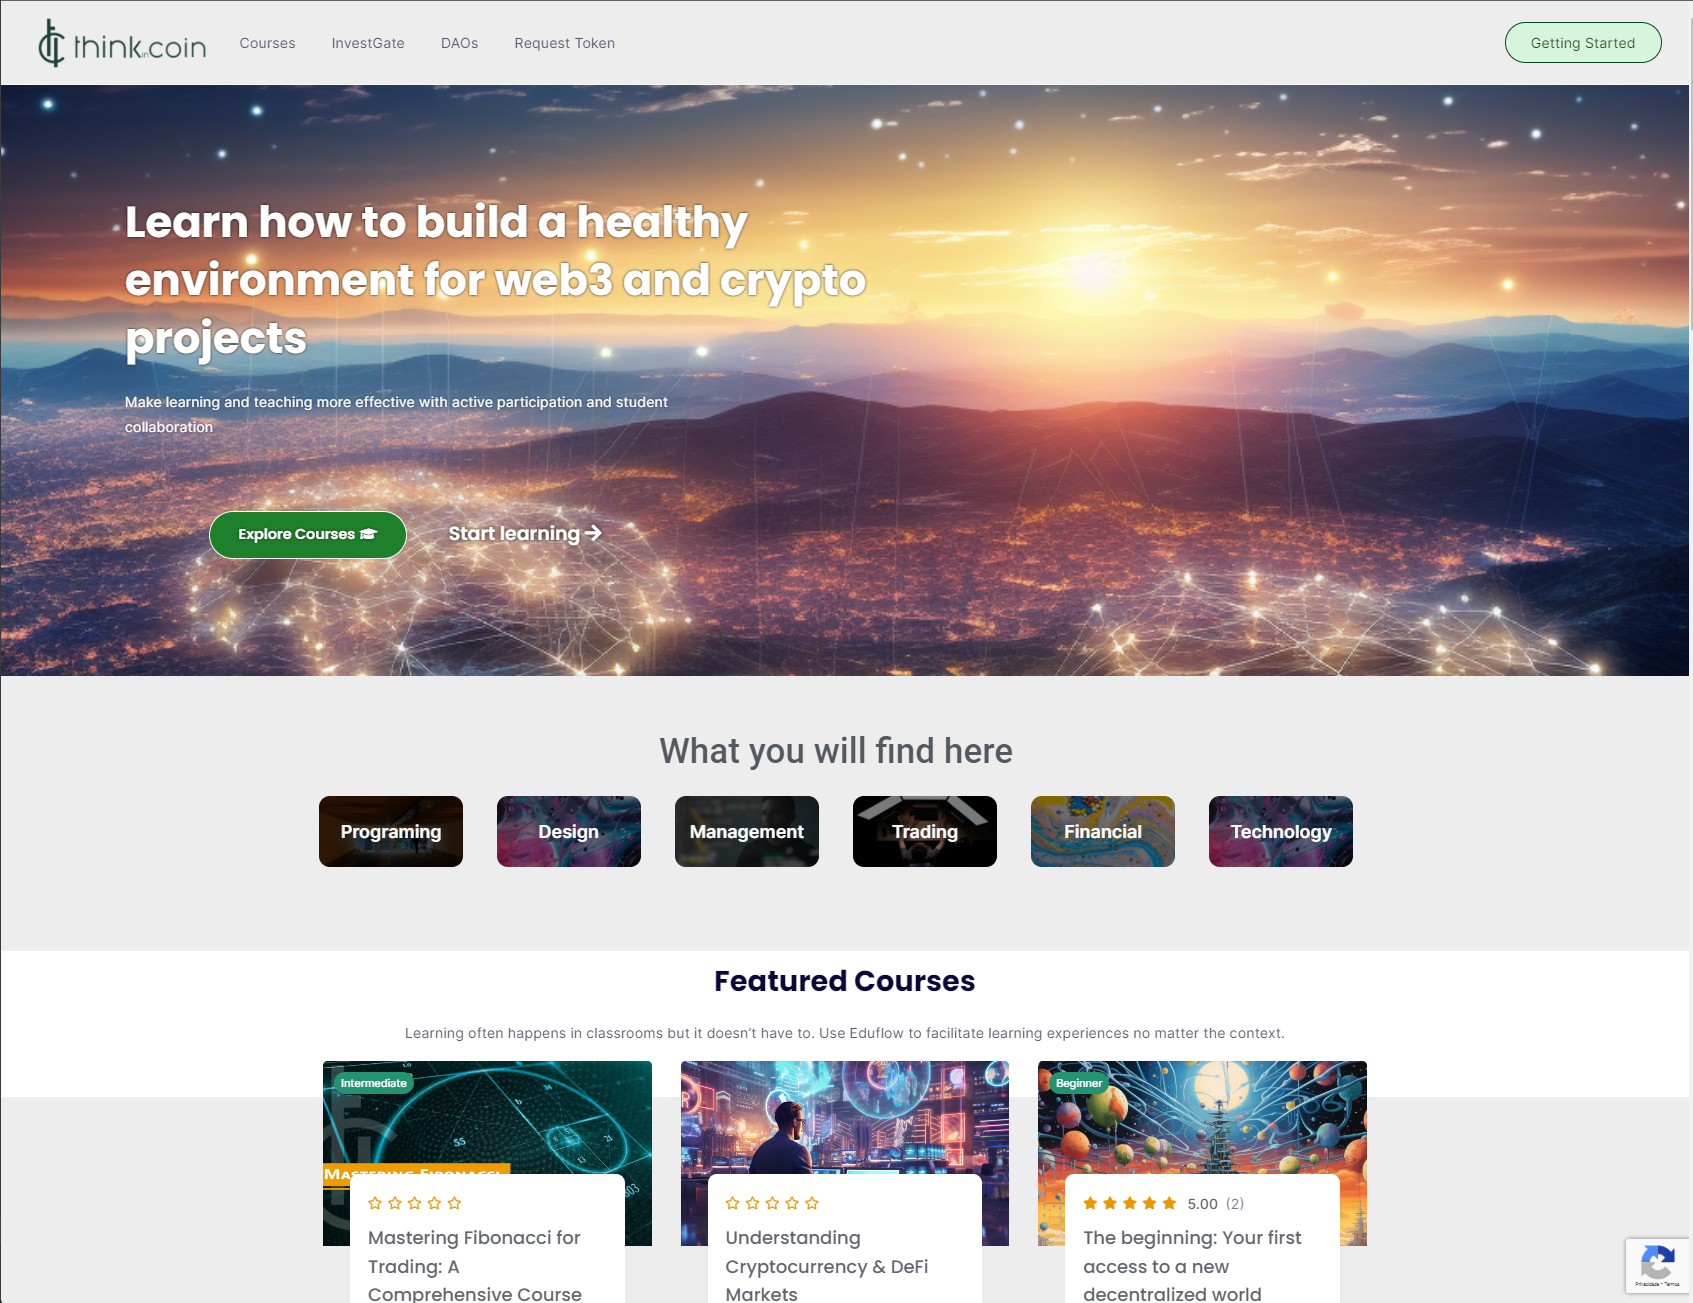 thinkincoin
Courses
InvestGate
DAOs
Request Token
Getting Started
Learn how to build a healthy
environment for web3 and crypto
projects
Make learning and teaching more effective with active participation and student
collaboration
Explore Courses
Start learning
What you will find here
Programing
Design
Management
Trading
Financial
Technology
Featured Courses
Learning often happens in classrooms but it doesn't have to. Use Eduflow to facilitate learning experiences no matter the context.
Intermediate
55
34
21
13
Mastering Fibonacci
Mastering Fibonacci for
Trading: A
Comprehensive Course
Understanding
Cryptocurrency & DeFi
Markets
Beginner
5.00 (2)
The beginning: Your first
access to a new
decentralized world
Privacidade - Termos